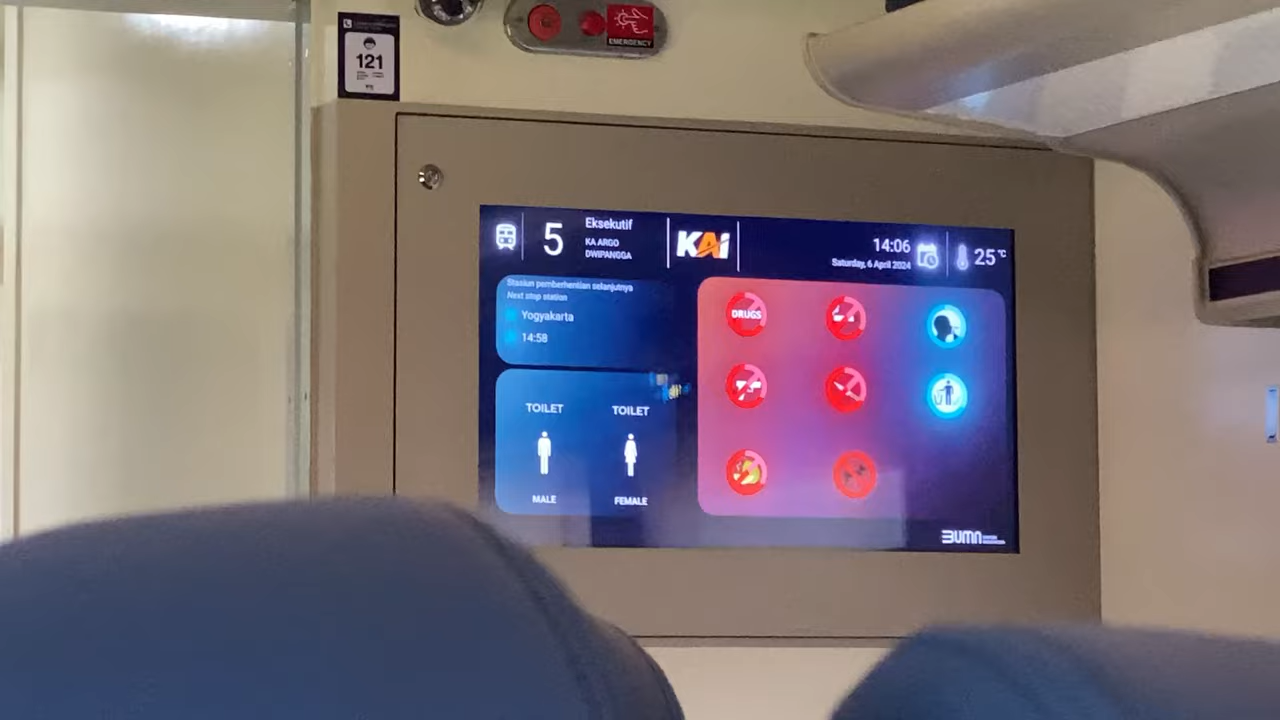 EMERGENCY
121
5
Eksekutif
KA ARGO
DWIPANGGA
KAI
14:06
Saturday, 6 April 2024
25 °C
Stasiun pemberhentian selanjutnya
Next stop station
Yogyakarta
14:58
DRUGS
TOILET
TOILET
MALE
FEMALE
BUMN